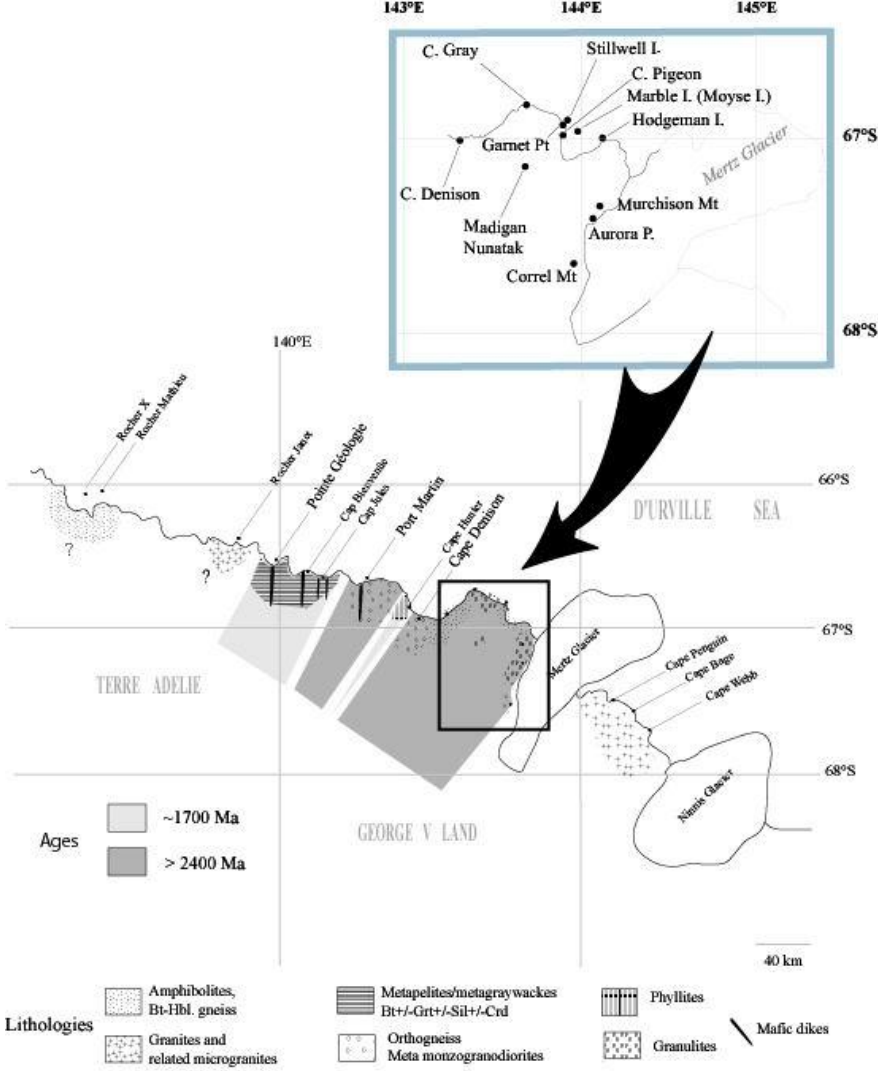 143°E
144°E
145°E
Stillwell I.
C. Gray
C. Pigeon
Marble I. (Moyse I.)
Hodgeman I.
67°S
Garnet Pt
Mertz Glacier
C. Denison
Murchison Mt
Madigan
Nunatak
Aurora P.
Correl Mt
68°S
140°E
Rocher X
Rocher Mathieu
Rocher Janet
Pointe Géologie
Cap Bienvenue
Cap Jules
Port Martin
Cape Hunter
Cape Denison
66°S
D'URVILLE SEA
?
?
67°S
Mertz Glacier
Cape Penguin
Cape Bage
Cape Webb
TERRE ADELIE
68°S
Ninnis Glacier
Ages
~1700 Ma
> 2400 Ma
GEORGE V LAND
40 km
Lithologies
Amphibolites,
Bt-Hbl. gneiss
Granites and
related microgranites
Metapelites/metagraywackes
Bt+/-Grt+/-Sil+/-Crd
Orthogneiss
Meta monzogranodiorites
Phyllites
Granulites
Mafic dikes